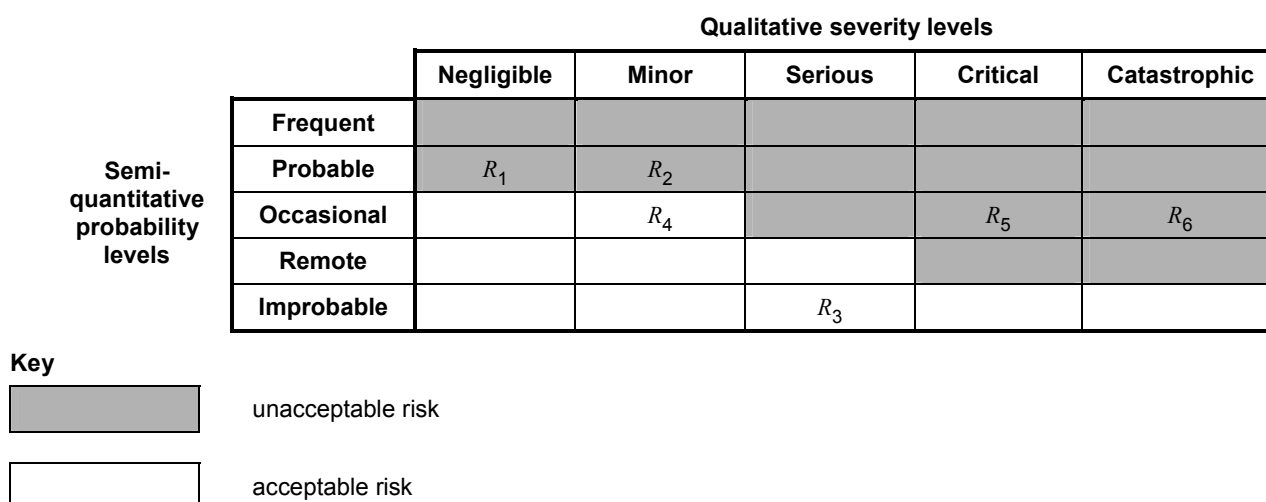 Qualitative severity levels
Negligible Minor Serious Critical Catastrophic
Semi-
quantitative
probability
levels
Frequent
Probable R1 R2
Occasional R4 R5 R6
Remote
Improbable R3
Key
unacceptable risk
acceptable risk